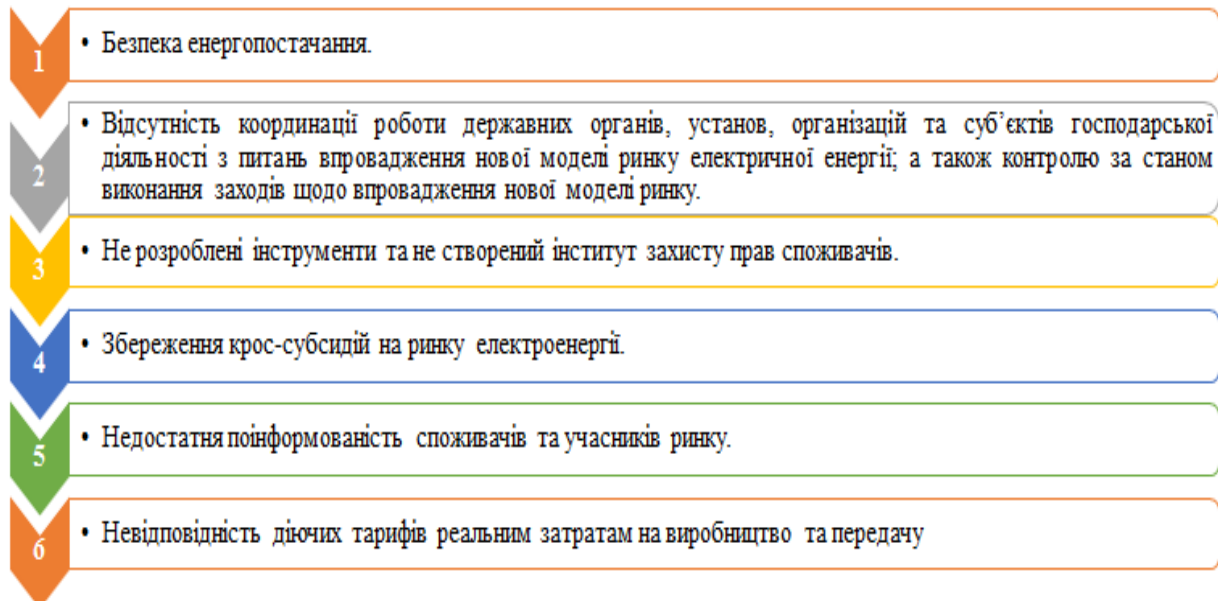 1
• Безпека енергопостачання.
2
• Відсутність координації роботи державних органів, установ, організацій та суб’єктів господарської
діяльності з питань впровадження нової моделі ринку електричної енергії; а також контролю за станом
виконання заходів щодо впровадження нової моделі ринку.
3
• Не розроблені інструменти та не створений інститут захисту прав споживачів.
4
• Збереження крос-субсидій на ринку електроенергії.
5
• Недостатня поінформованість споживачів та учасників ринку.
6
• Невідповідність діючих тарифів реальним затратам на виробництво та передачу